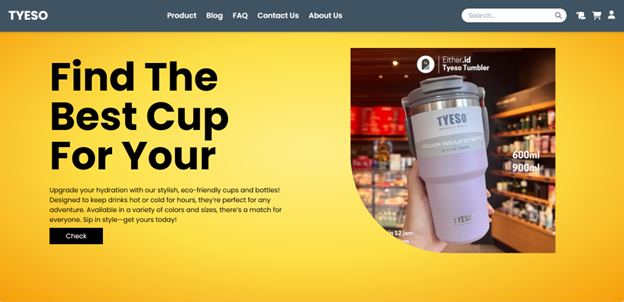 TYESO
Product Blog FAQ Contact Us About Us
Search...
Find The
Best Cup
For Your
Upgrade your hydration with our stylish, eco-friendly cups and bottles!
Designed to keep drinks hot or cold for hours, they're perfect for any
adventure. Available in a variety of colors and sizes, there's a match for
everyone. Sip in style—get yours today!
Check
Either.id
Tyeso Tumbler
TYESO
VACUUM INSULATED BOTTLE
600ml
900ml
TYESO
12 jam